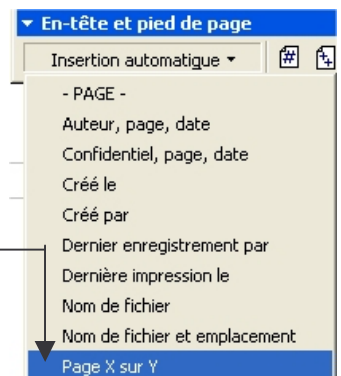 En-tête et pied de page
Insertion automatique
- PAGE -
Auteur, page, date
Confidentiel, page, date
Créé le
Créé par
Dernier enregistrement par
Dernière impression le
Nom de fichier
Nom de fichier et emplacement
Page X sur Y